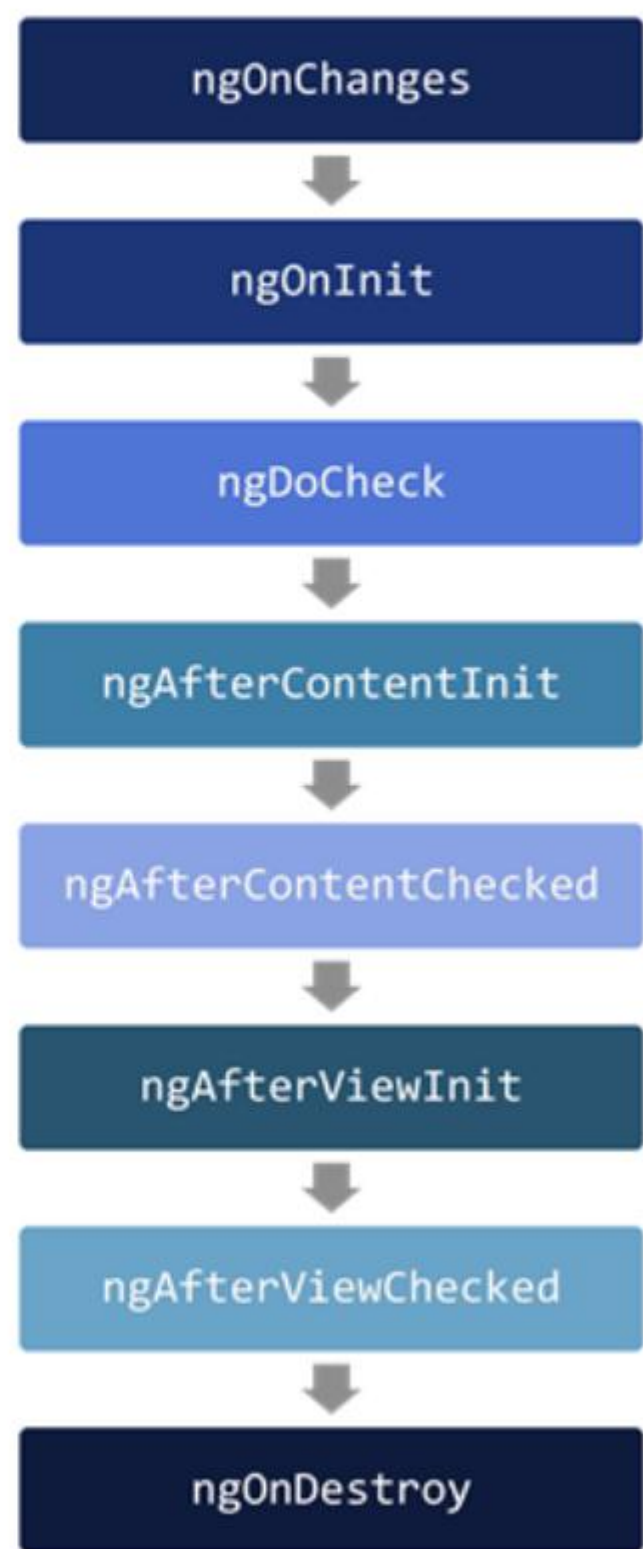 ngOnChanges
ngOnInit
ngDoCheck
ngAfterContentInit
ngAfterContentChecked
ngAfterViewInit
ngAfterViewChecked
ngOnDestroy